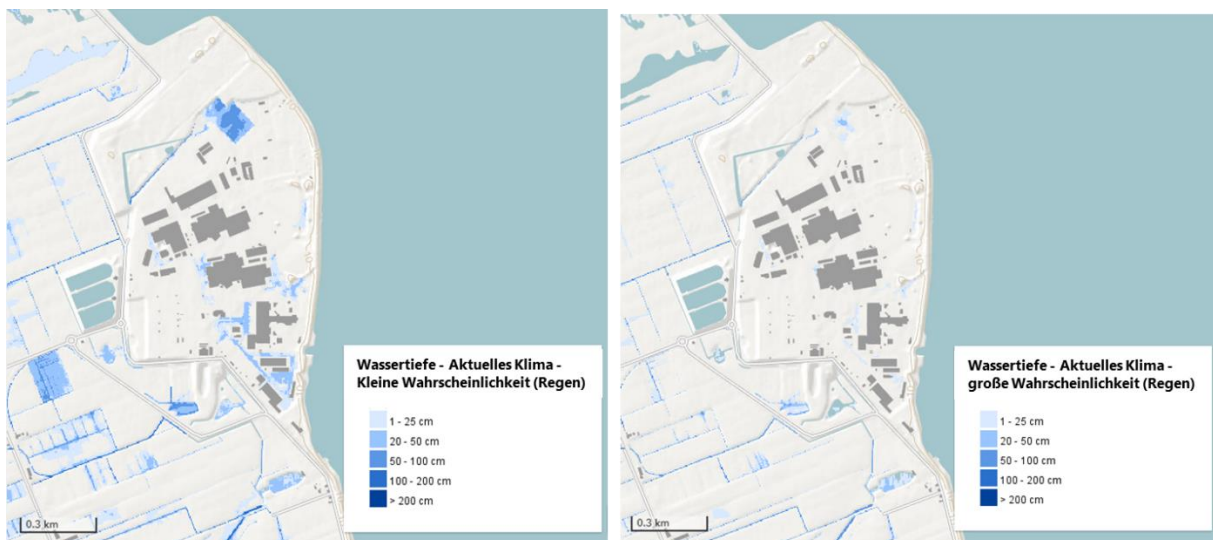 Wassertiefe - Aktuelles Klima -
Kleine Wahrscheinlichkeit (Regen)
1 - 25 cm
20 - 50 cm
50 - 100 cm
100 - 200 cm
> 200 cm
0.3 km
Wassertiefe - Aktuelles Klima -
große Wahrscheinlichkeit (Regen)
1 - 25 cm
20 - 50 cm
50 - 100 cm
100 - 200 cm
> 200 cm
0.3 km